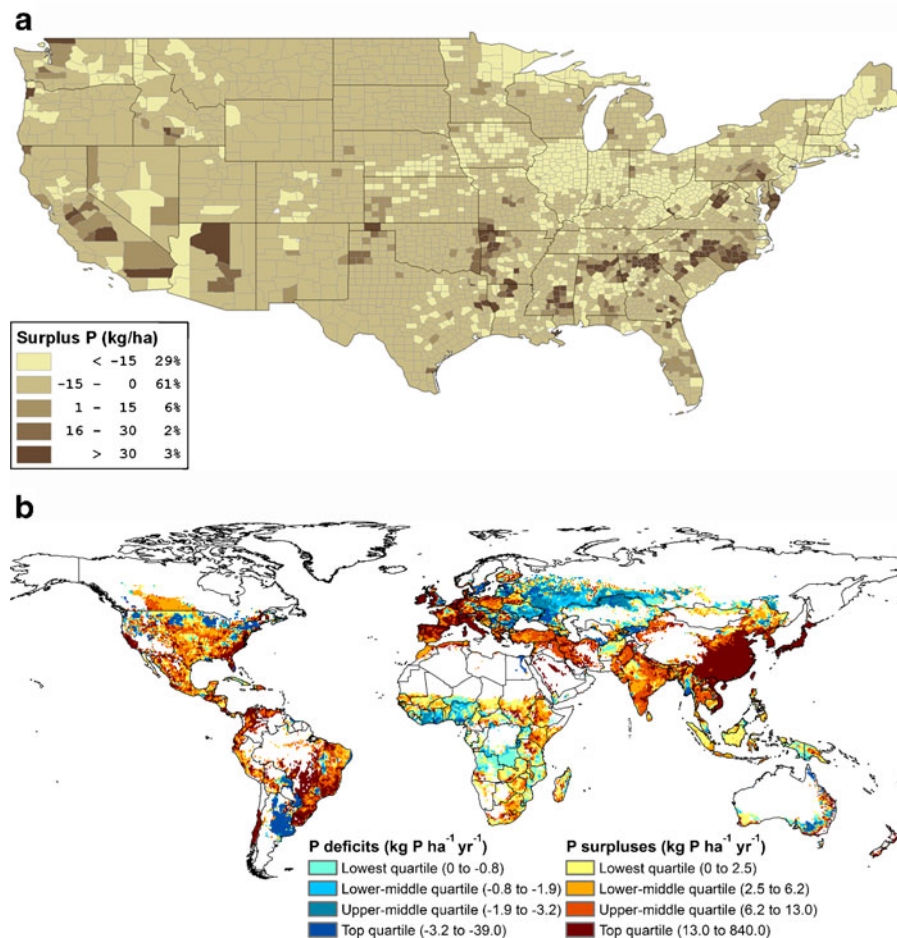 a
Surplus P (kg/ha)
< -15 29%
-15 - 0 61%
1 - 15 6%
16 - 30 2%
> 30 3%
b
P deficits (kg P ha⁻¹ yr⁻¹)
Lowest quartile (0 to -0.8)
Lower-middle quartile (-0.8 to -1.9)
Upper-middle quartile (-1.9 to -3.2)
Top quartile (-3.2 to -39.0)
P surpluses (kg P ha⁻¹ yr⁻¹)
Lowest quartile (0 to 2.5)
Lower-middle quartile (2.5 to 6.2)
Upper-middle quartile (6.2 to 13.0)
Top quartile (13.0 to 840.0)